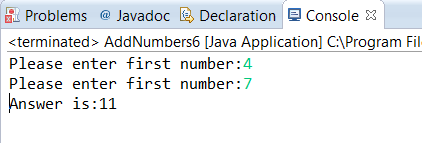 Problems @ Javadoc Declaration Console
<terminated> AddNumbers6 [Java Application] C:\Program File
Please enter first number:4
Please enter first number:7
Answer is:11